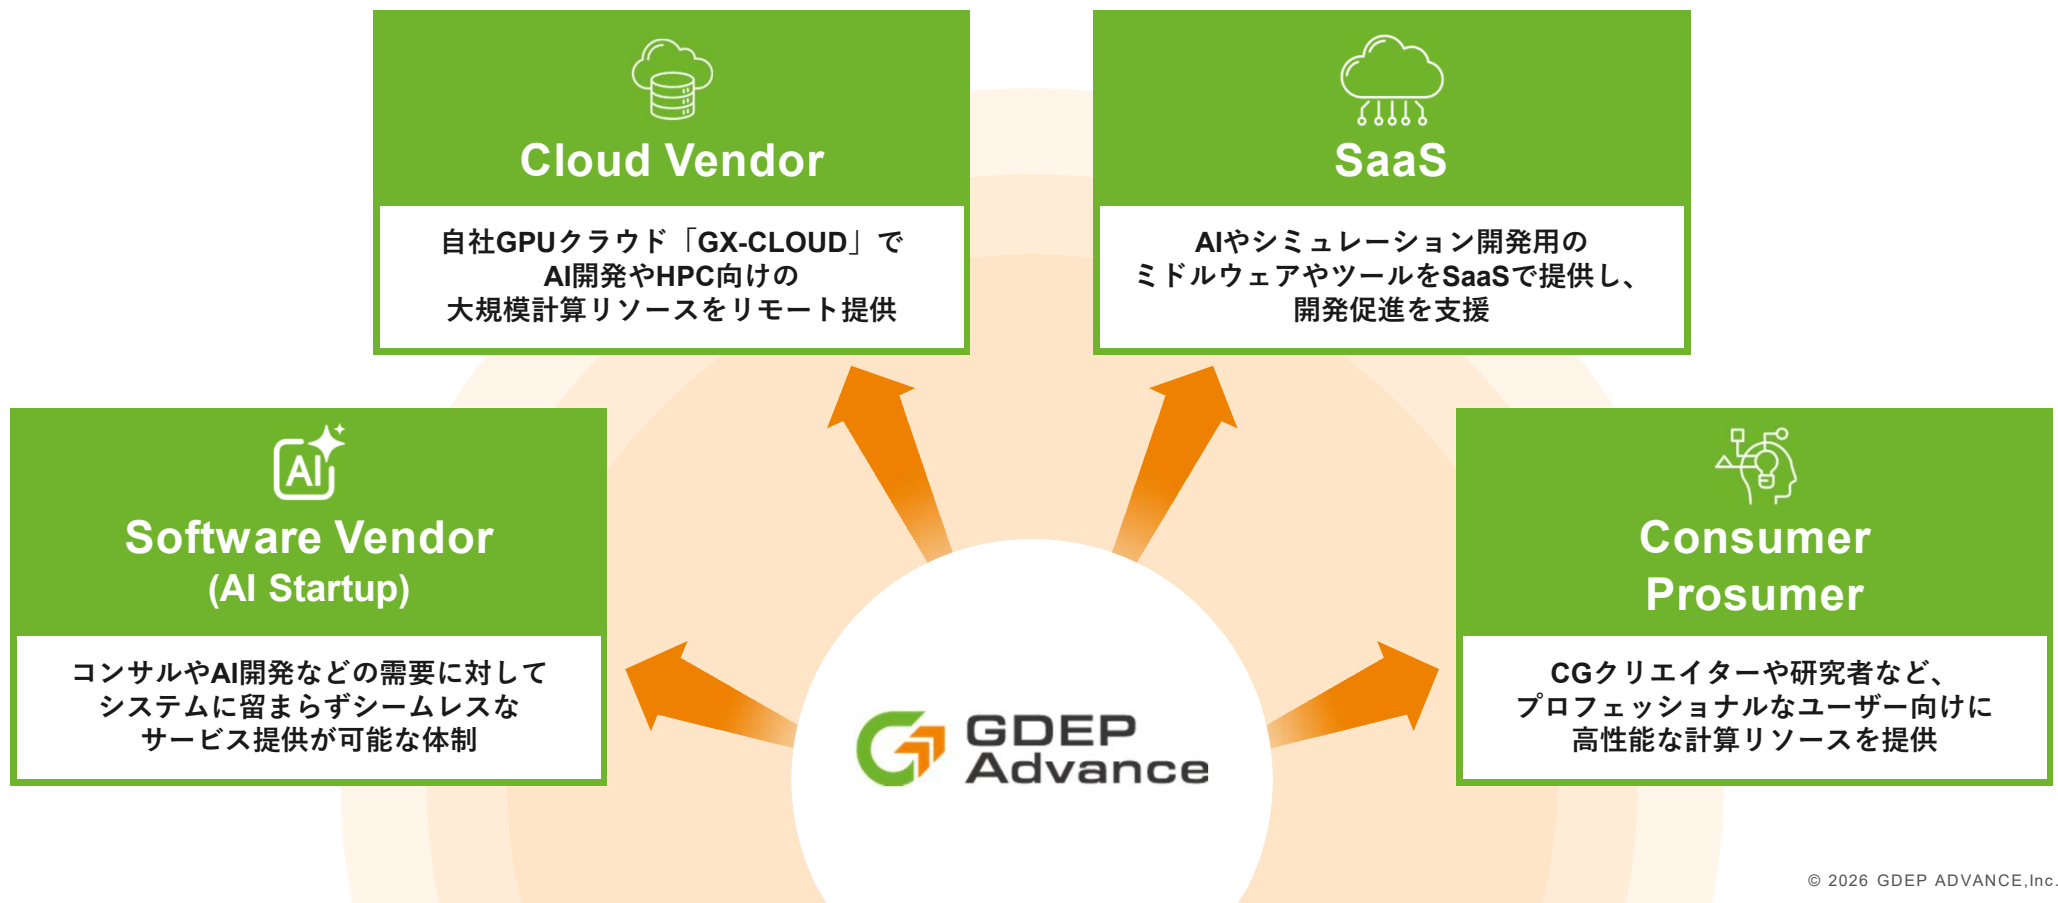 Cloud Vendor
自社GPUクラウド「GX-CLOUD」で
AI開発やHPC向けの
大規模計算リソースをリモート提供
SaaS
AIやシミュレーション開発用の
ミドルウェアやツールをSaaSで提供し、
開発促進を支援
AI
Software Vendor
(AI Startup)
コンサルやAI開発などの需要に対して
システムに留まらずシームレスな
サービス提供が可能な体制
Consumer
Prosumer
CGクリエイターや研究者など、
プロフェッショナルなユーザー向けに
高性能な計算リソースを提供
GDEP
Advance
© 2026 GDEP ADVANCE,Inc.